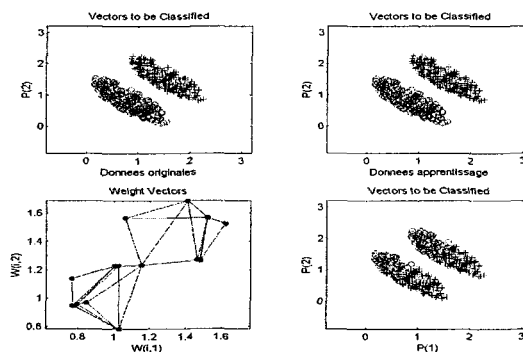 Vectors to be Classified
3
2
1
0
P(2)
0 1 2 3
Donnees originales
Vectors to be Classified
3
2
1
0
P(2)
0 1 2 3
Donnees apprentissage
Weight Vectors
1.6
1.4
1.2
1
0.8
0.6
W(i,2)
0.8 1 1.2 1.4 1.6
W(i,1)
Vectors to be Classified
3
2
1
0
P(2)
0 1 2 3
P(1)